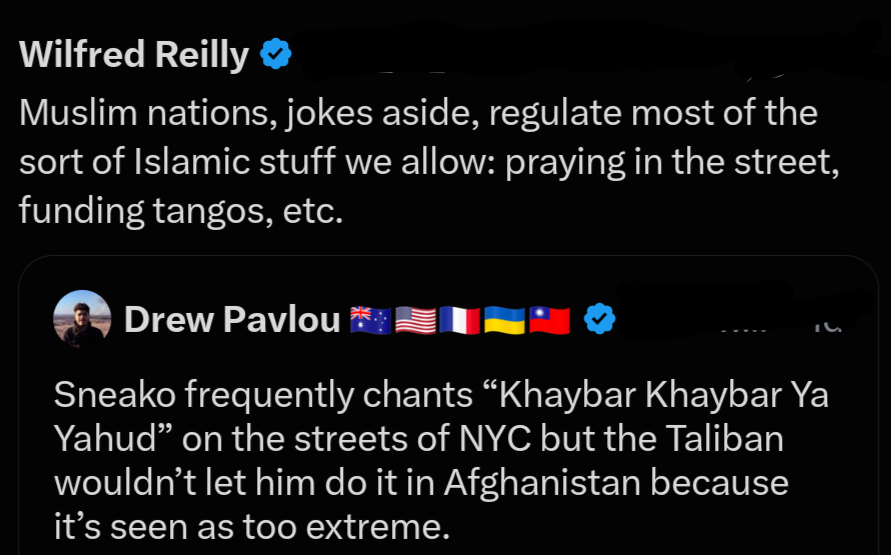 Wilfred Reilly
Muslim nations, jokes aside, regulate most of the
sort of Islamic stuff we allow: praying in the street,
funding tangos, etc.
Drew Pavlou 🇦🇺🇺🇸🇫🇷🇺🇦🇹🇼
Sneako frequently chants “Khaybar Khaybar Ya
Yahud” on the streets of NYC but the Taliban
wouldn’t let him do it in Afghanistan because
it’s seen as too extreme.